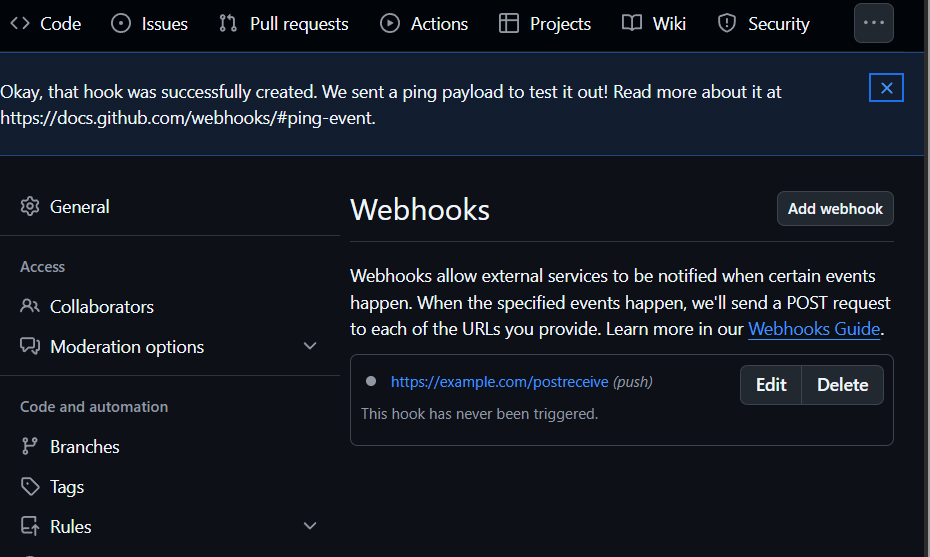 Code Issues Pull requests Actions Projects Wiki Security
Okay, that hook was successfully created. We sent a ping payload to test it out! Read more about it at
https://docs.github.com/webhooks/#ping-event.
General
Access
Collaborators
Moderation options
Code and automation
Branches
Tags
Rules
Webhooks
Add webhook
Webhooks allow external services to be notified when certain events
happen. When the specified events happen, we'll send a POST request
to each of the URLs you provide. Learn more in our Webhooks Guide.
https://example.com/postreceive (push)
Edit Delete
This hook has never been triggered.